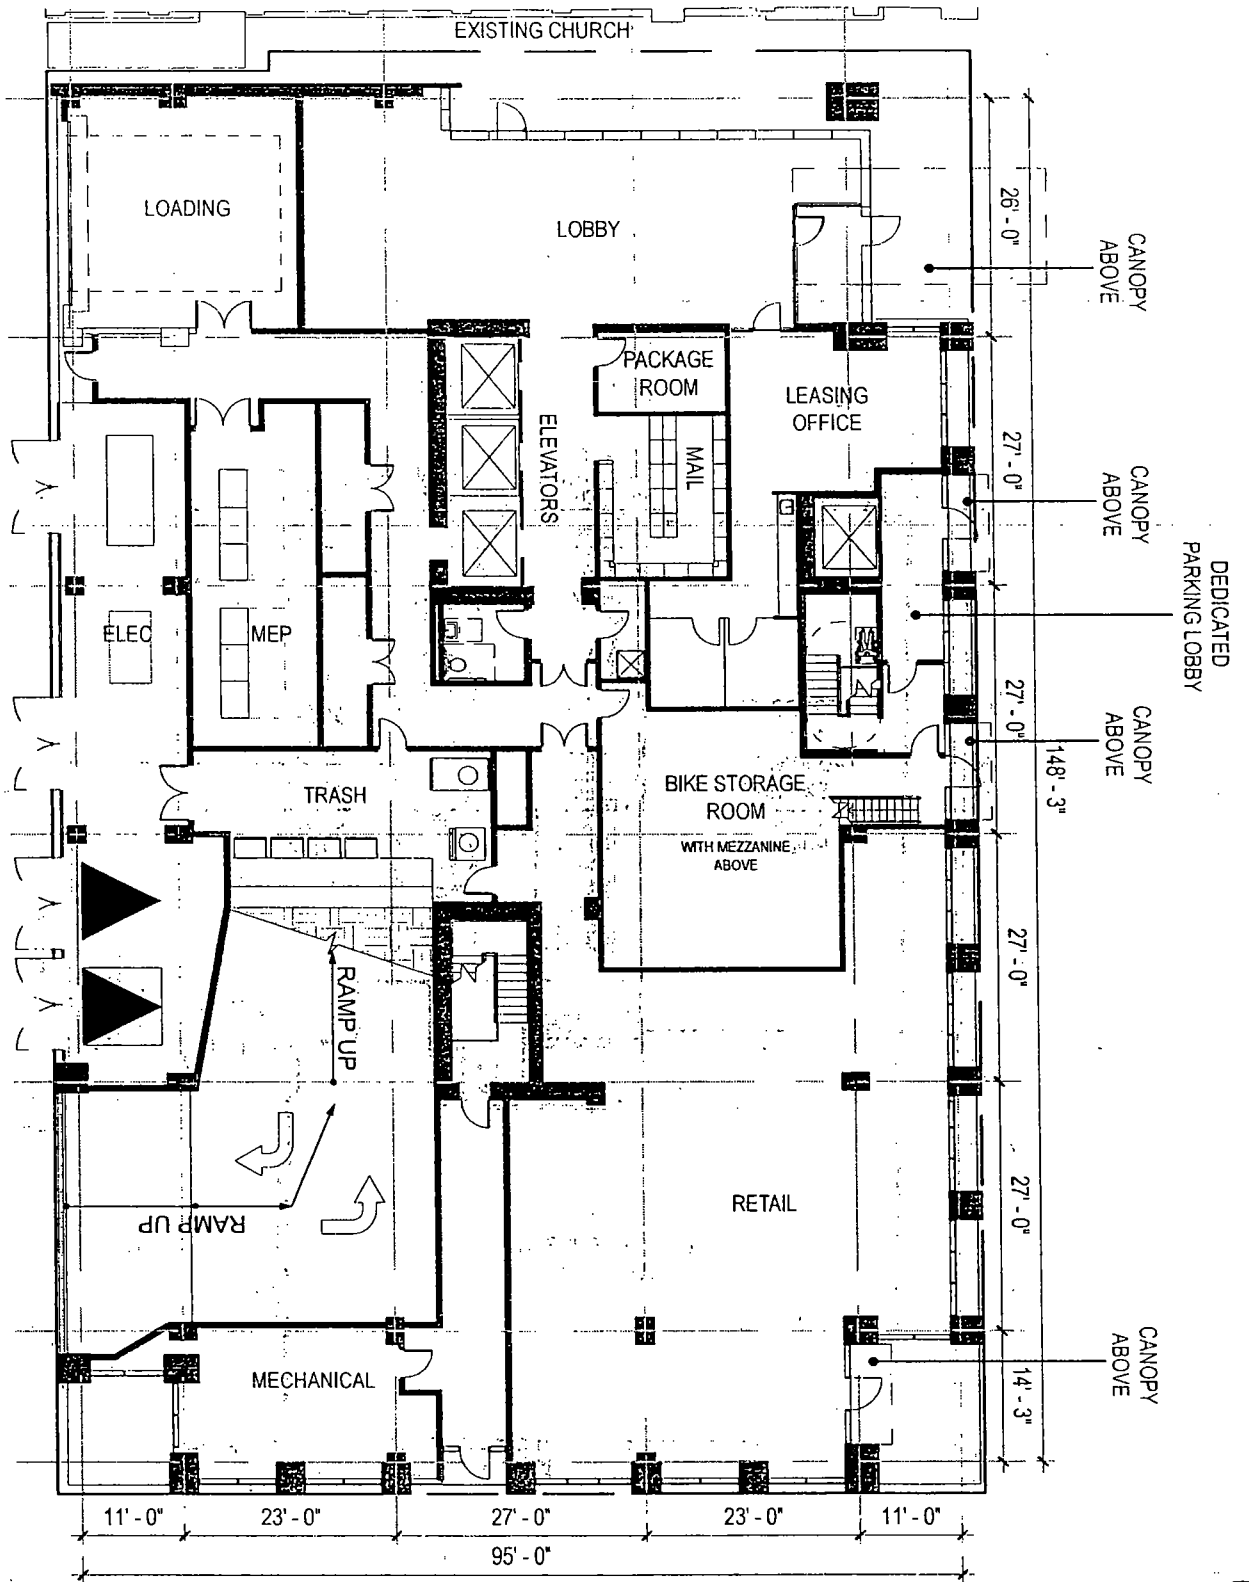 EXISTING CHURCH
LOADING
LOBBY
26' - 0"
CANOPY
ABOVE
PACKAGE
ROOM
LEASING
OFFICE
ELEVATORS
MAIL
27' - 0"
CANOPY
ABOVE
DEDICATED
PARKING LOBBY
ELEC
MEP
27' - 0"
148' - 3"
CANOPY
ABOVE
TRASH
BIKE STORAGE
ROOM
WITH MEZZANINE
ABOVE
27' - 0"
RAMP UP
RAMP UP
RETAIL
27' - 0"
MECHANICAL
CANOPY
ABOVE
14' - 3"
11' - 0"
23' - 0"
27' - 0"
23' - 0"
11' - 0"
95' - 0"